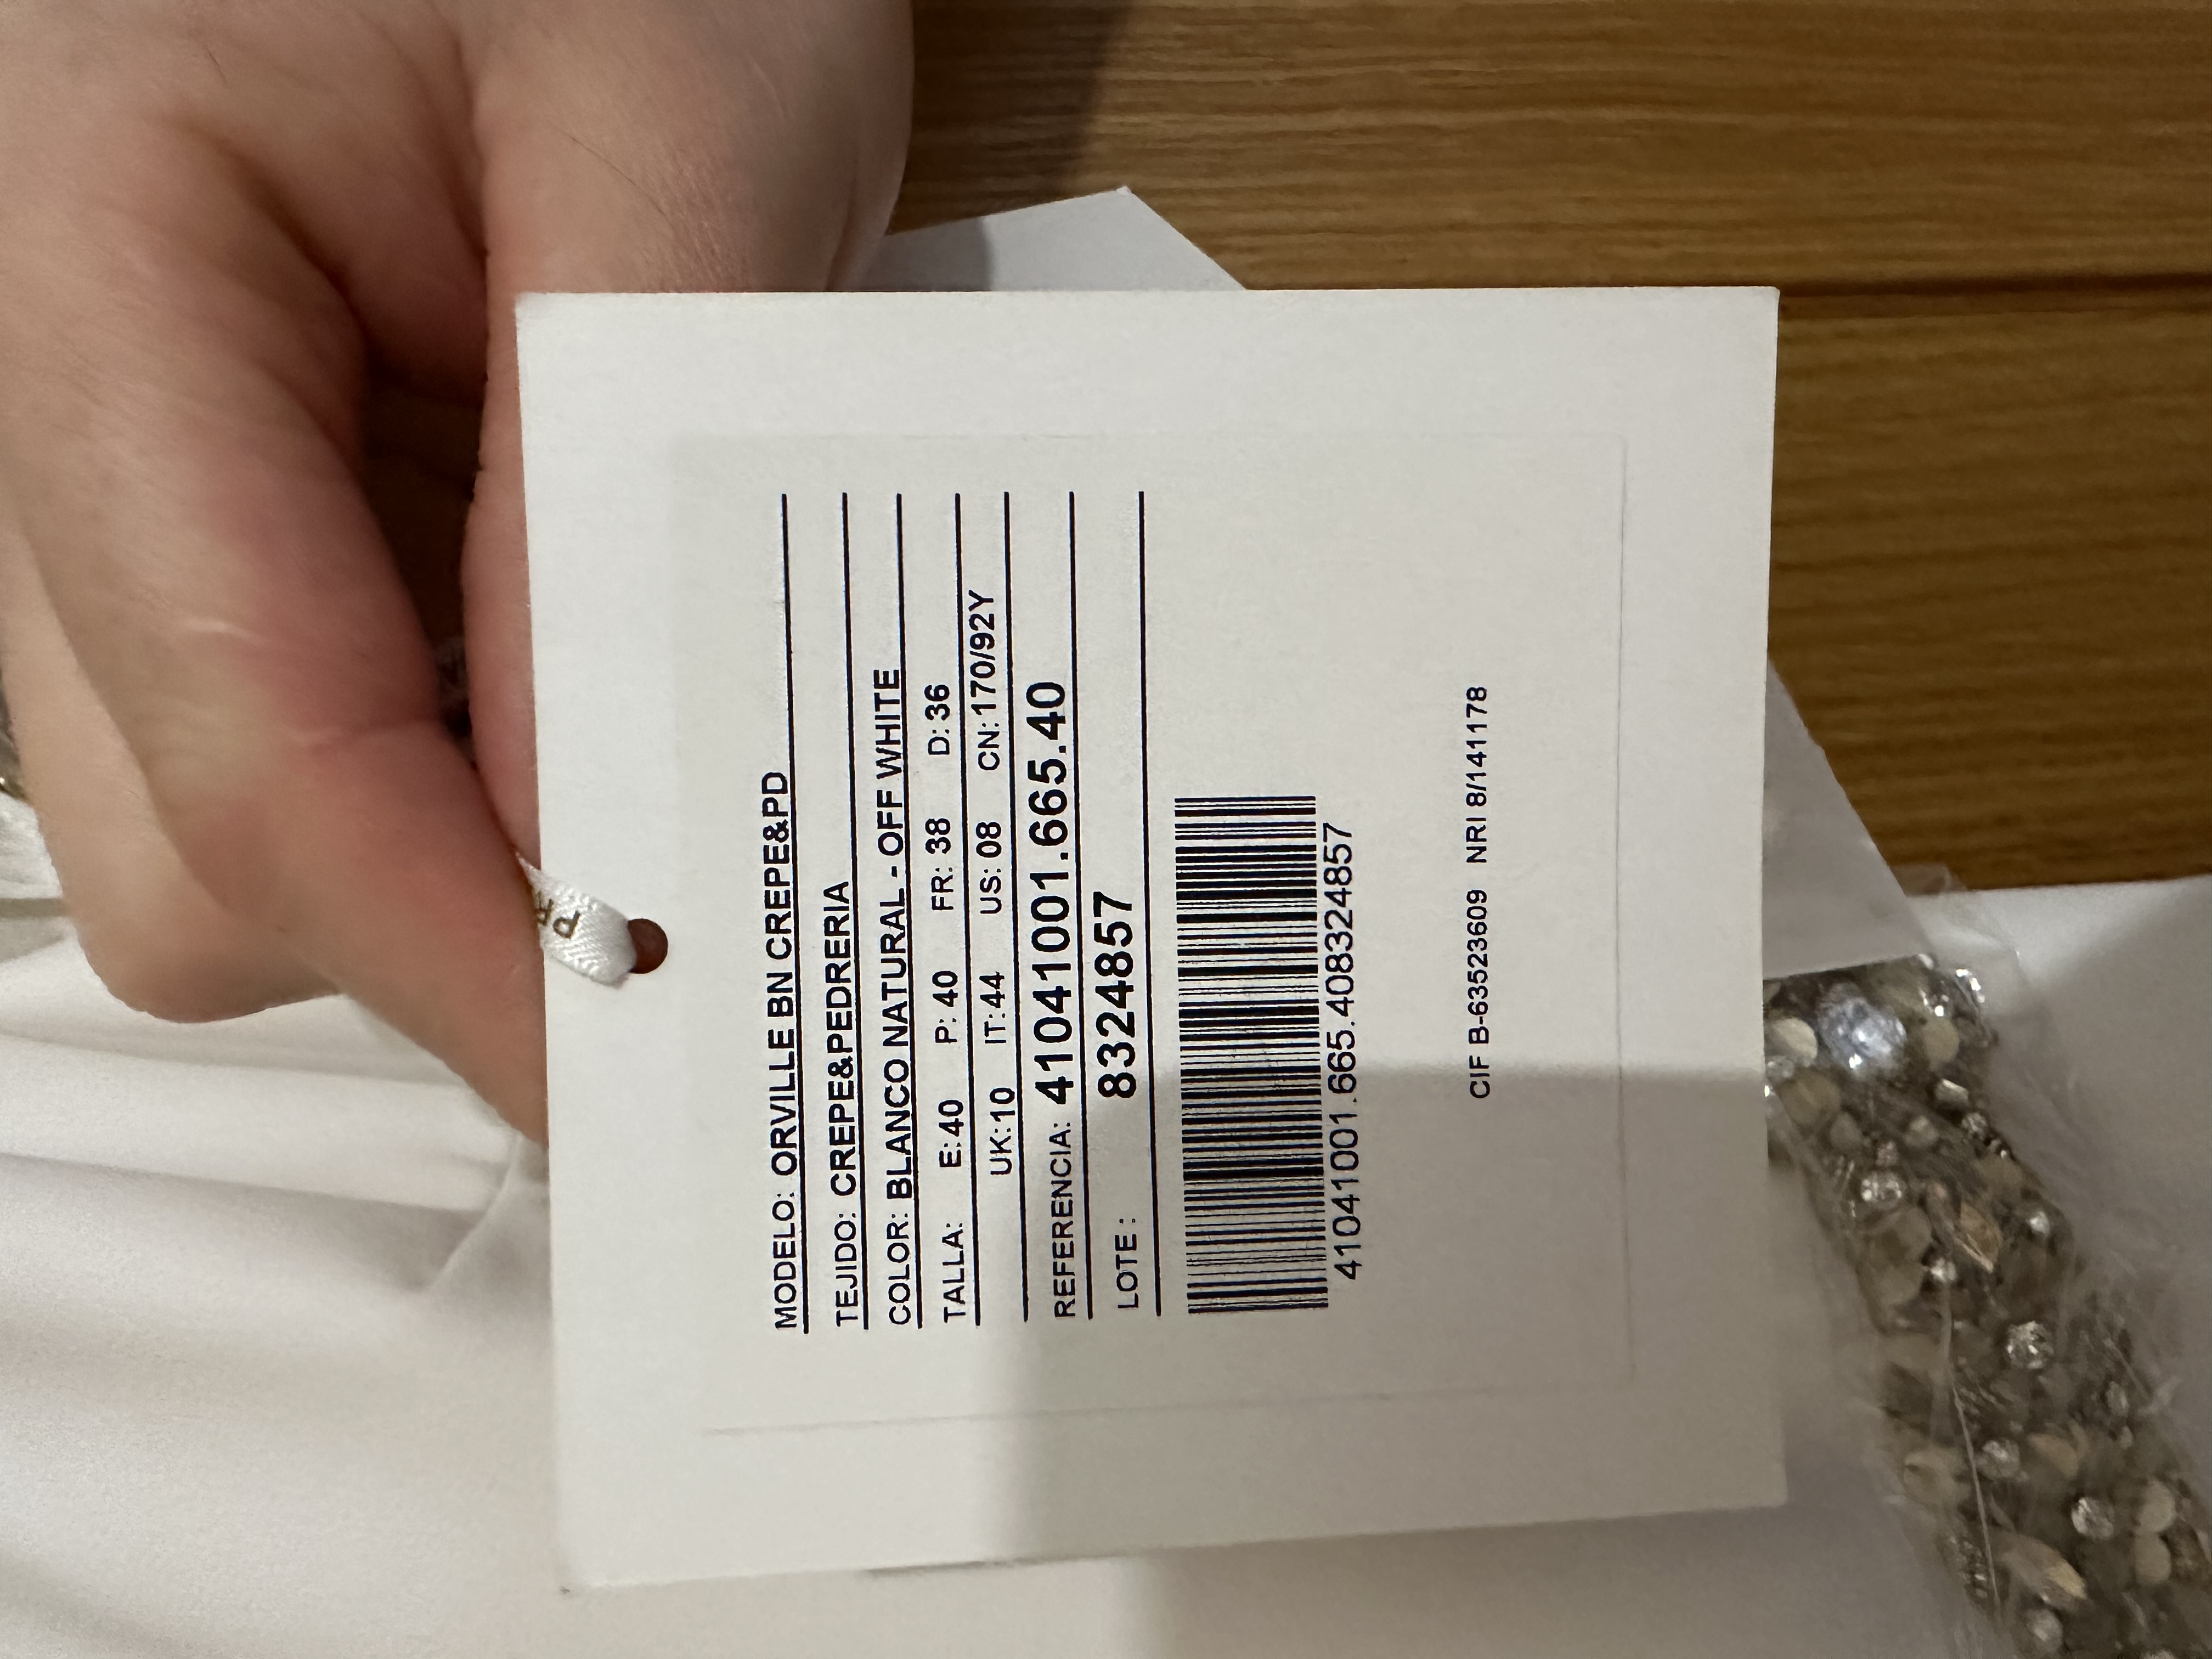 MODELO: ORVILLE BN CREPE&PD
TEJIDO: CREPE&PEDRERIA
COLOR: BLANCO NATURAL - OFF WHITE
TALLA: E:40 P: 40 FR: 38 D: 36
UK:10 IT:44 US: 08 CN:170/92Y
REFERENCIA: 41041001.665.40
LOTE : 8324857
41041001.665.408324857
CIF B-63523609 NRI 8/141178